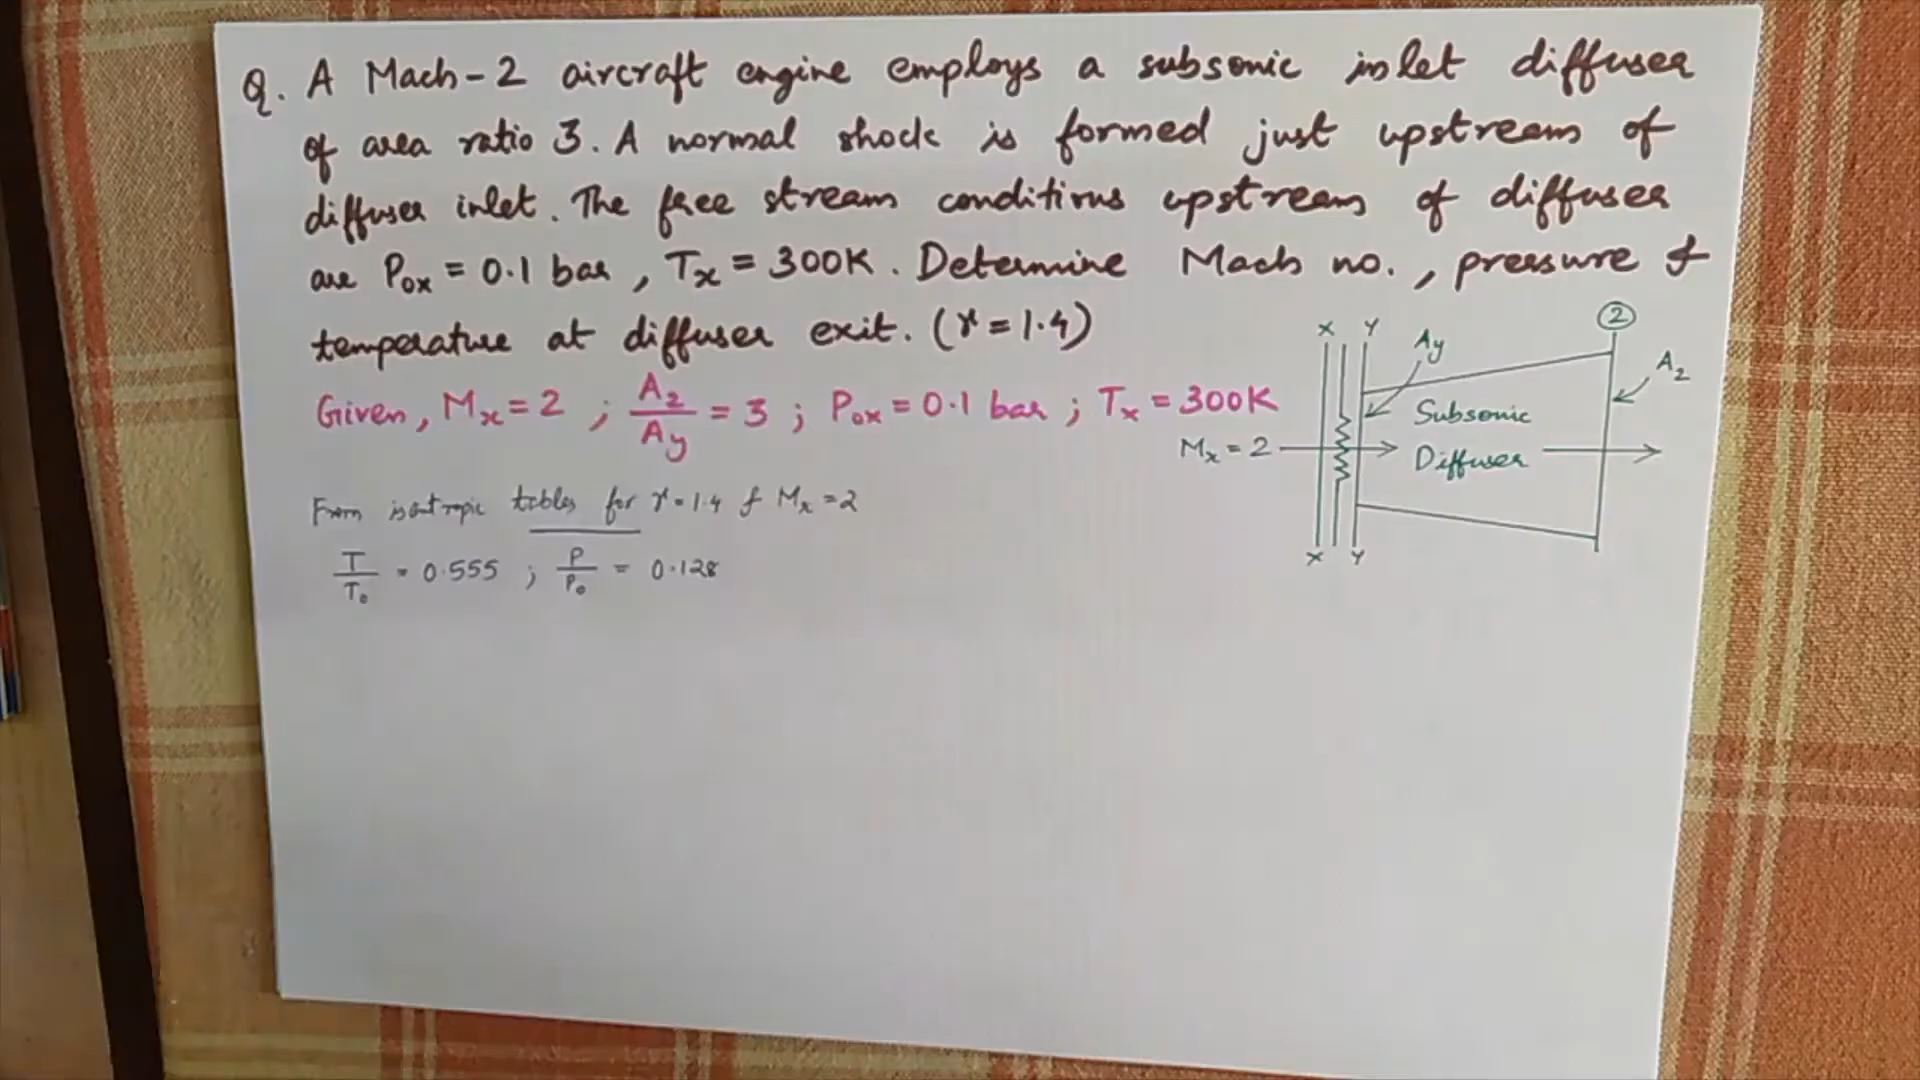 Q. A Mach-2 aircraft engine employs a subsonic inlet diffuser
of area ratio 3. A normal shock is formed just upstream of
diffuser inlet. The free stream conditions upstream of diffuser
are Pox = 0.1 bar, Tx = 300K. Determine Mach no., pressure &
temperature at diffuser exit. (γ = 1.4)
Given, Mx = 2 ; A2/Ay = 3 ; Pox = 0.1 bar ; Tx = 300K
x y Ay 2 A2
Subsonic
Mx = 2 Diffuser
x y
From isentropic tables for γ = 1.4 & Mx = 2
T/To = 0.555 ; P/Po = 0.128